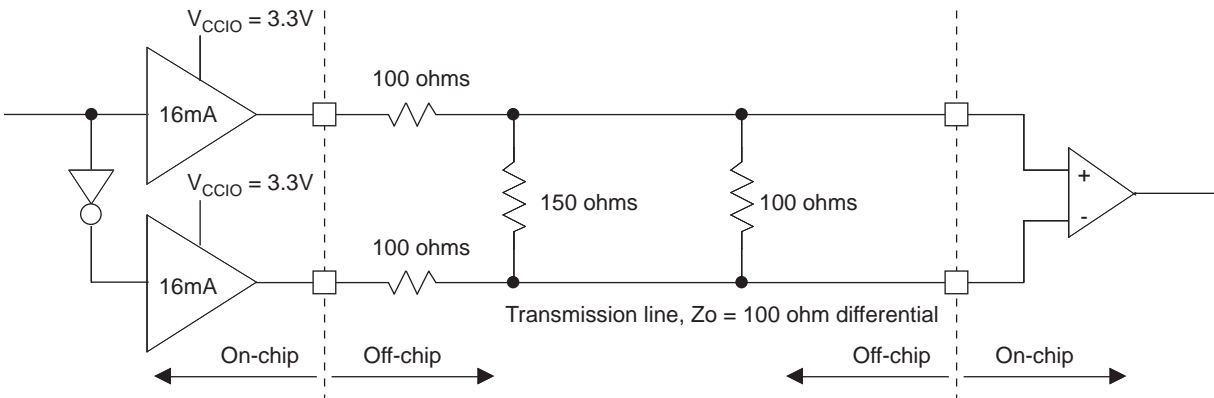 V_CCIO = 3.3V
100 ohms
16mA
V_CCIO = 3.3V
150 ohms
100 ohms
+
-
100 ohms
16mA
Transmission line, Zo = 100 ohm differential
On-chip
Off-chip
Off-chip
On-chip